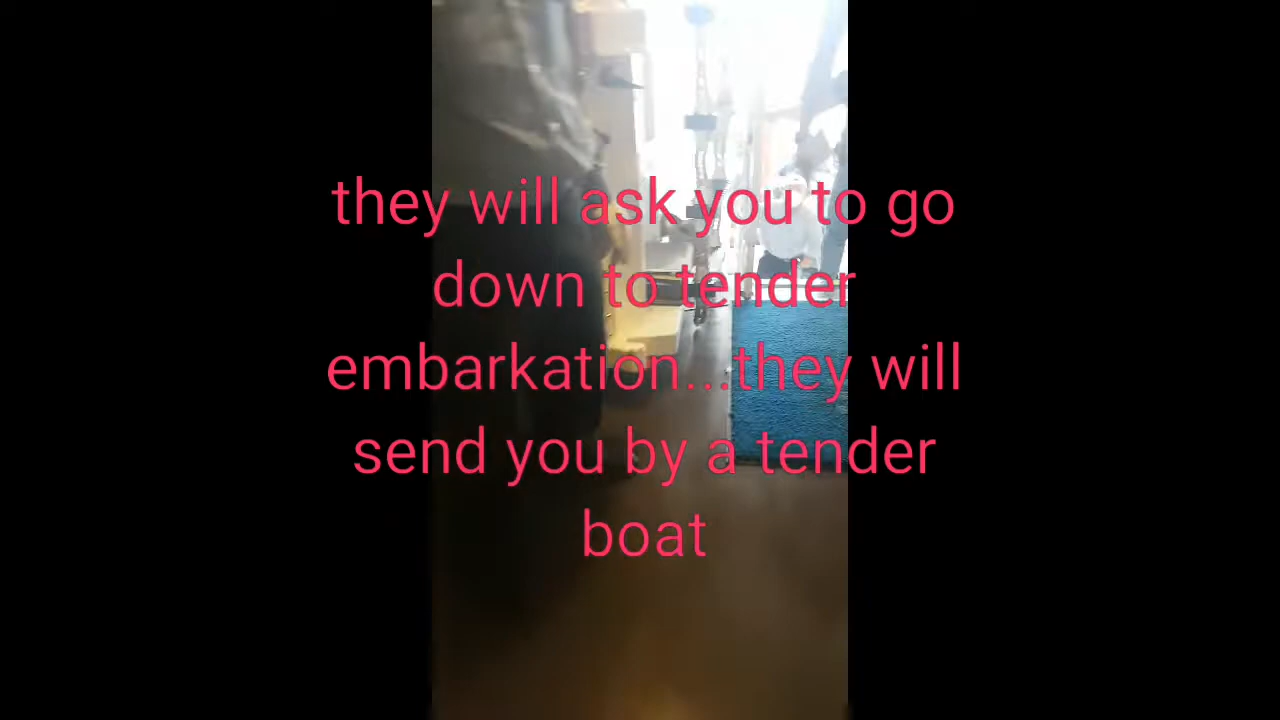 they will ask you to go
down to tender
embarkation...they will
send you by a tender
boat